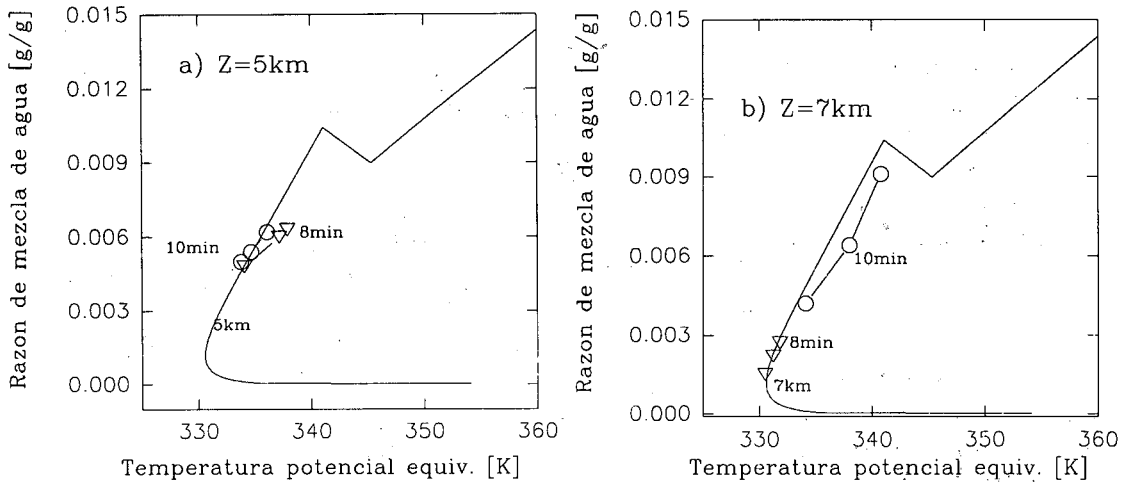 Razon de mezcla de agua [g/g]
0.015
0.012
0.009
0.006
0.003
0.000
a) Z=5km
10min
8min
5km
330
340
350
360
Temperatura potencial equiv. [K]
Razon de mezcla de agua [g/g]
0.015
0.012
0.009
0.006
0.003
0.000
b) Z=7km
10min
8min
7km
330
340
350
360
Temperatura potencial equiv. [K]